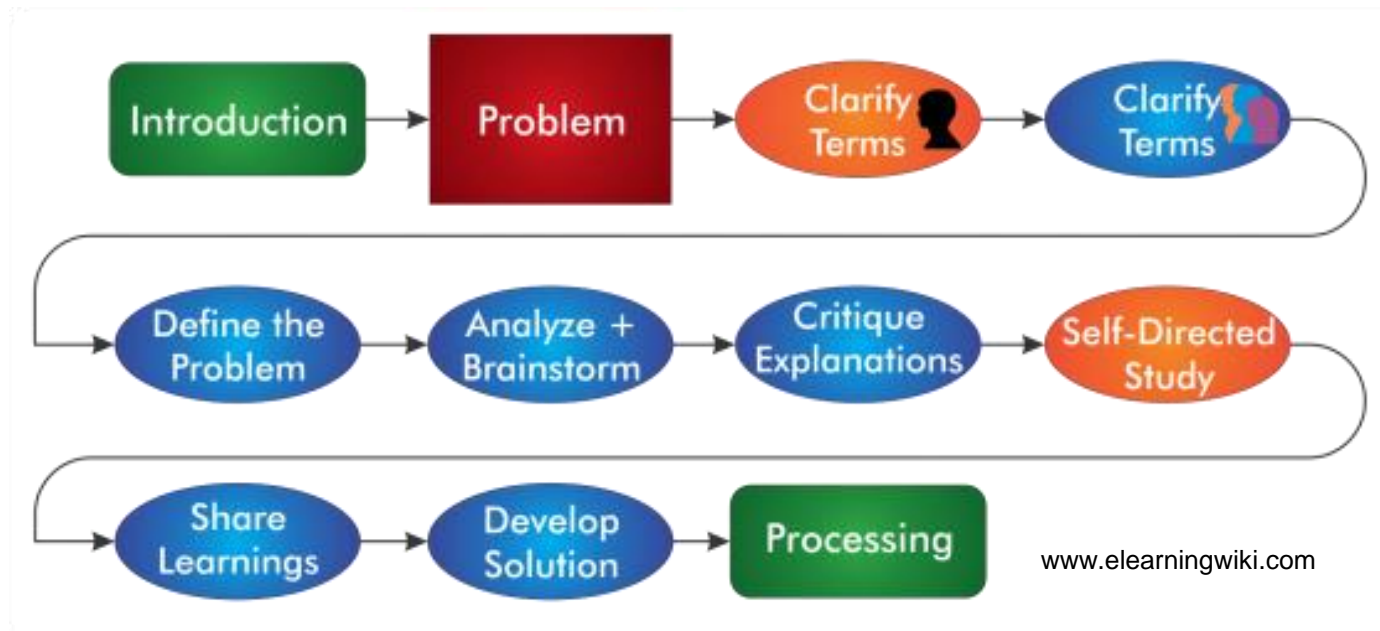 Introduction
Problem
Clarify
Terms
Clarify
Terms
Define the
Problem
Analyze +
Brainstorm
Critique
Explanations
Self-Directed
Study
Share
Learnings
Develop
Solution
Processing
www.elearningwiki.com